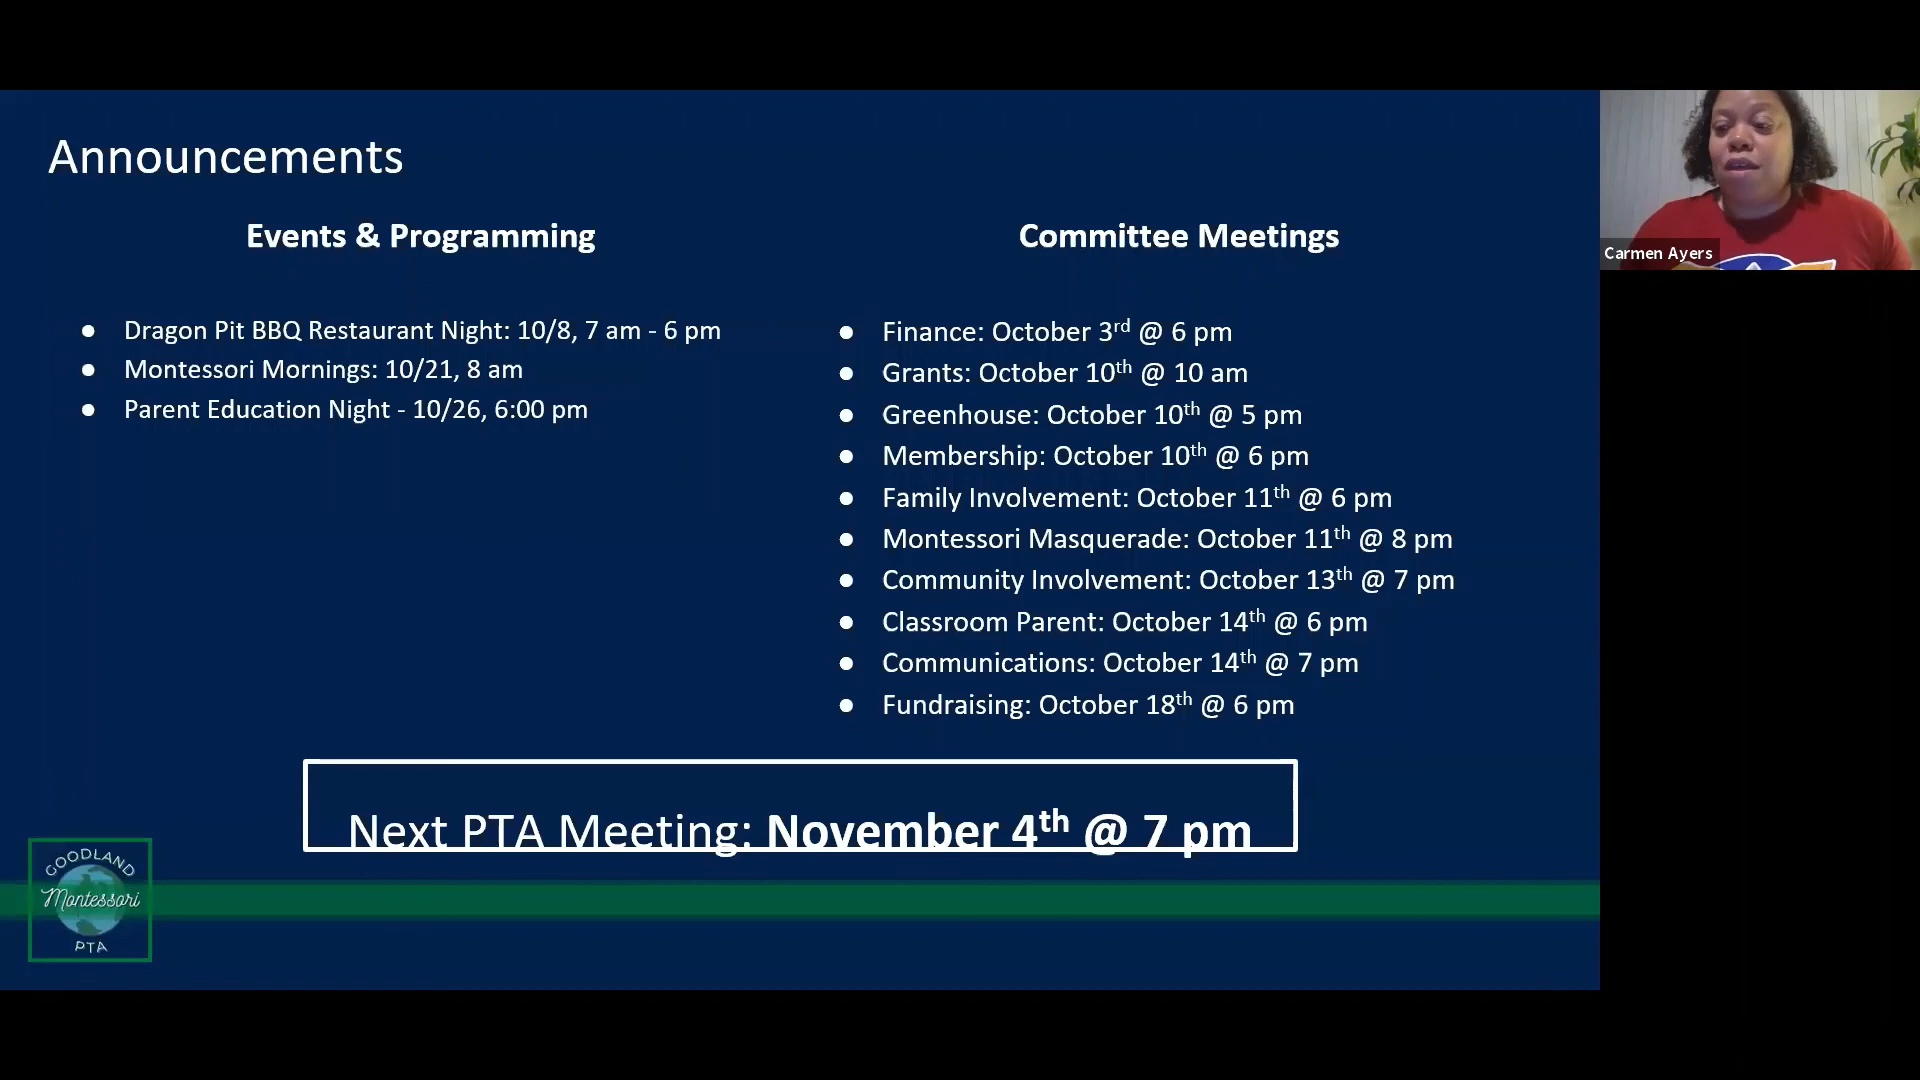 Announcements
Events & Programming
Dragon Pit BBQ Restaurant Night: 10/8, 7 am - 6 pm
Montessori Mornings: 10/21, 8 am
Parent Education Night - 10/26, 6:00 pm
Committee Meetings
Finance: October 3rd @ 6 pm
Grants: October 10th @ 10 am
Greenhouse: October 10th @ 5 pm
Membership: October 10th @ 6 pm
Family Involvement: October 11th @ 6 pm
Montessori Masquerade: October 11th @ 8 pm
Community Involvement: October 13th @ 7 pm
Classroom Parent: October 14th @ 6 pm
Communications: October 14th @ 7 pm
Fundraising: October 18th @ 6 pm
Next PTA Meeting: November 4th @ 7 pm
GOODLAND
Montessori
PTA
Carmen Ayers